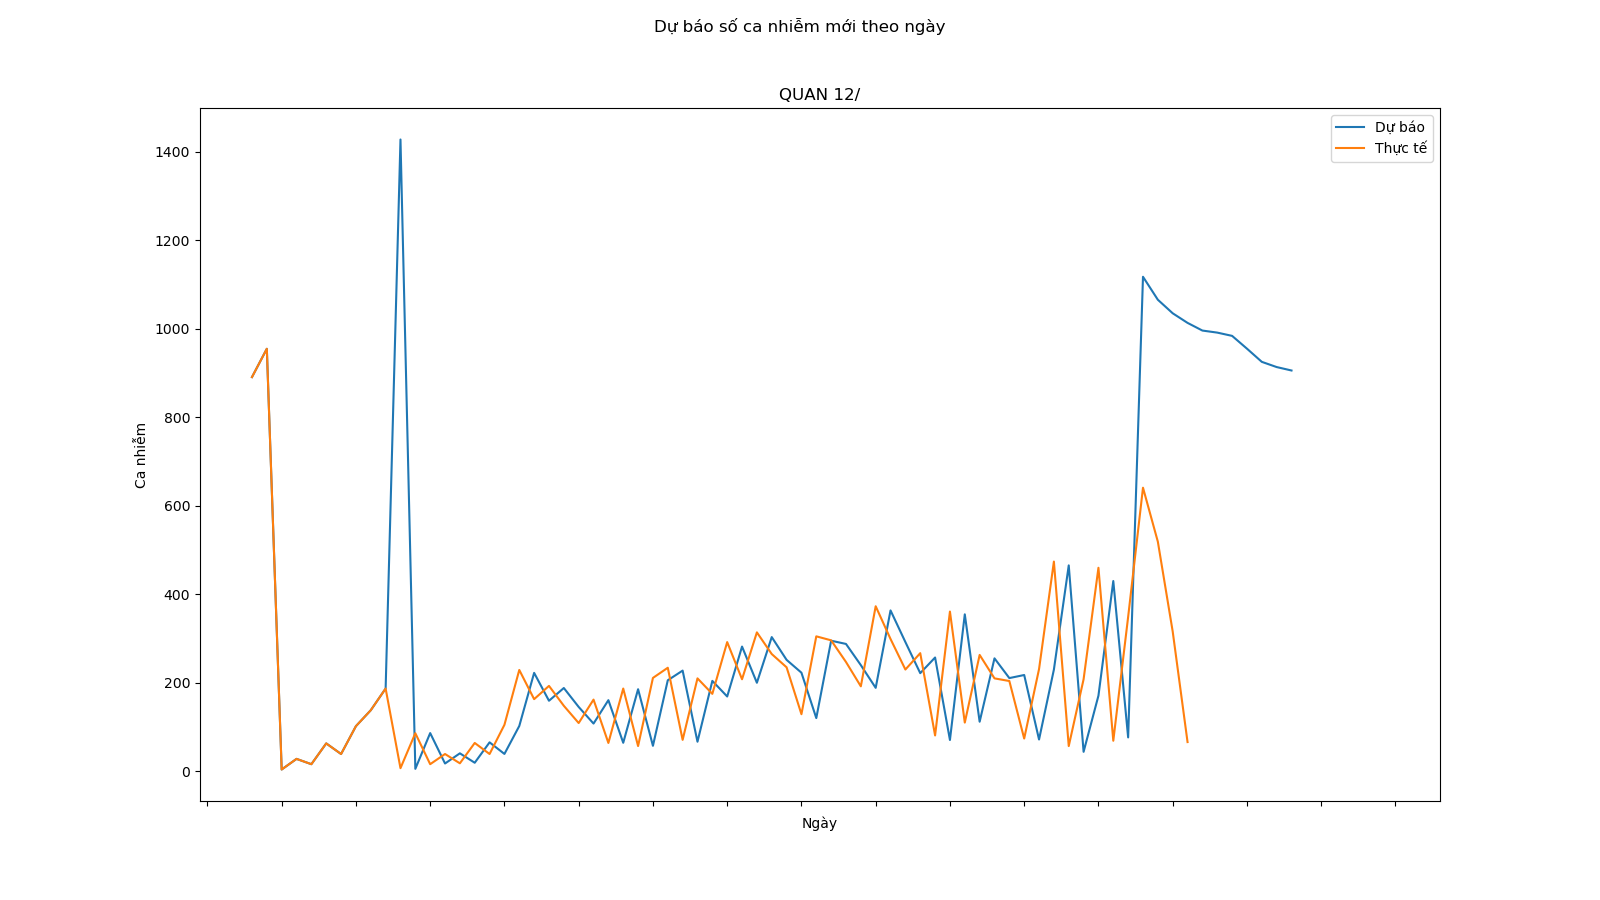 Dự báo số ca nhiễm mới theo ngày
QUAN 12/
Dự báo
Thực tế
1400
1200
1000
800
600
400
200
0
Ca nhiễm
Ngày